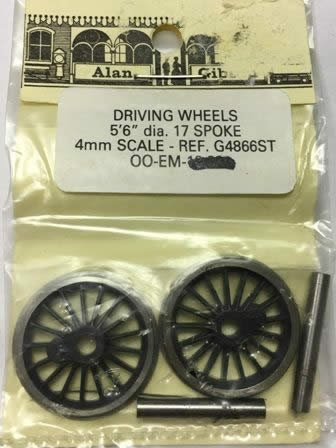 Alan Gib
DRIVING WHEELS
5'6" dia. 17 SPOKE
4mm SCALE - REF. G4866ST
OO-EM-